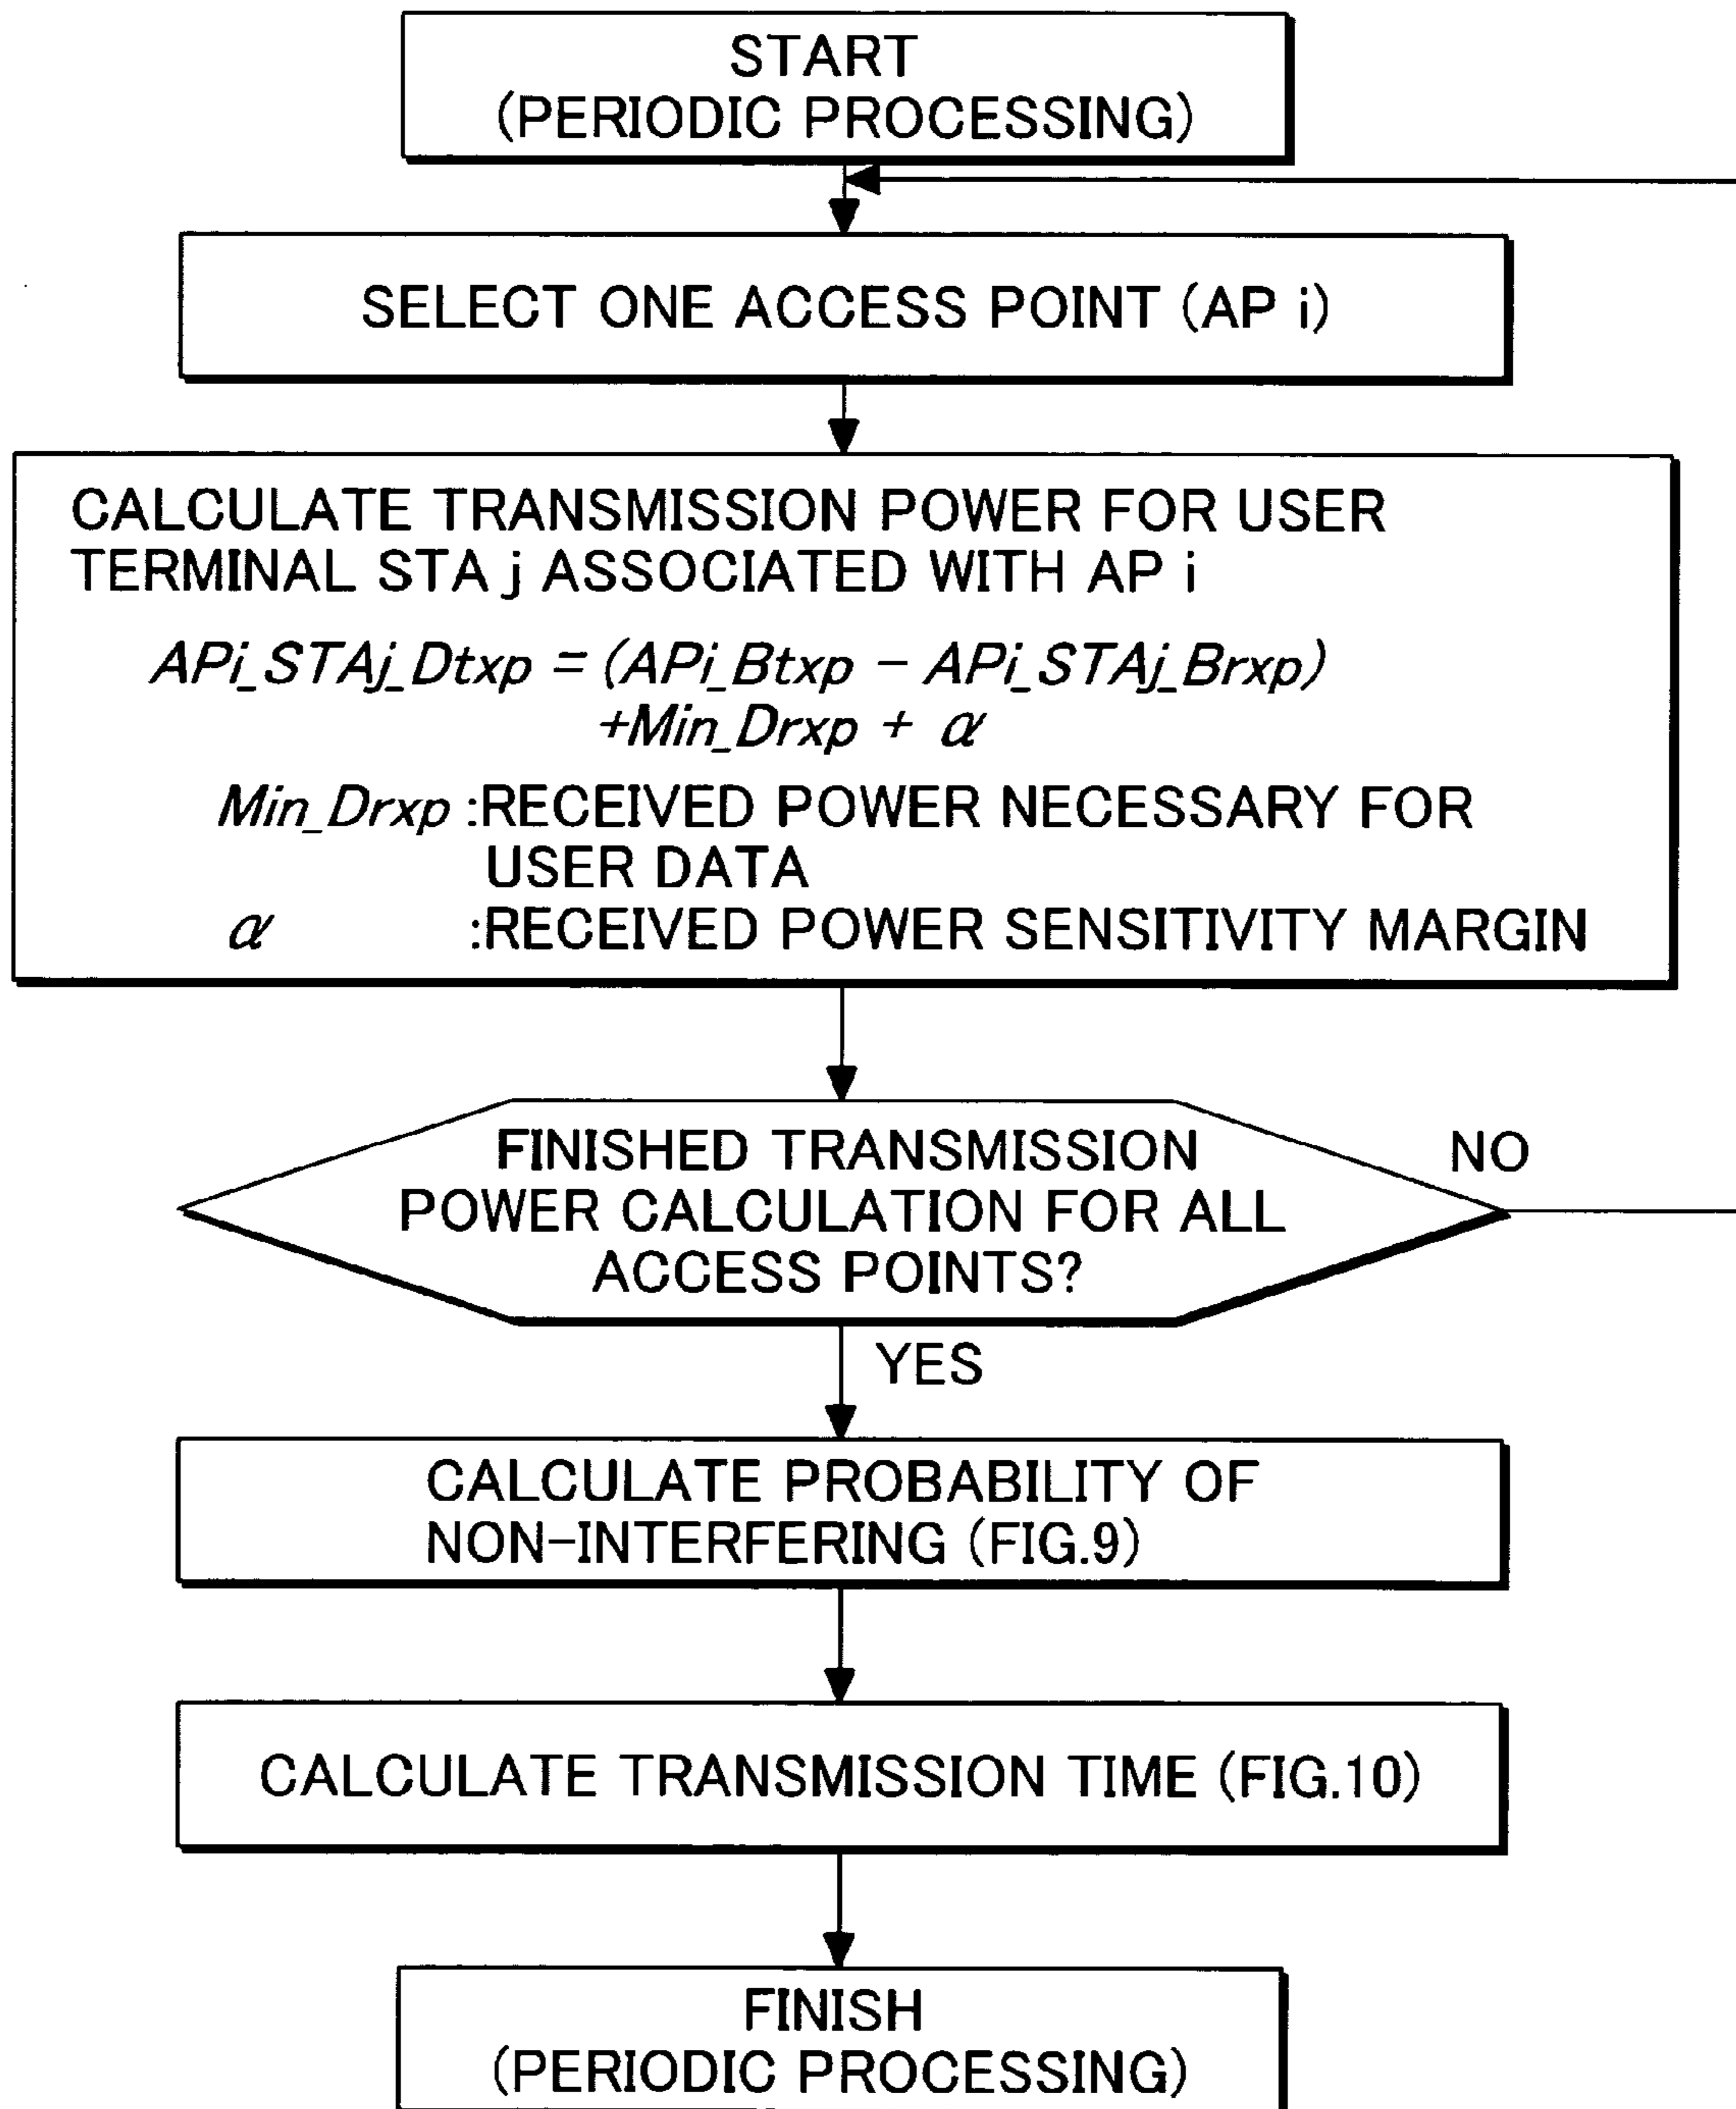 START
(PERIODIC PROCESSING)
SELECT ONE ACCESS POINT (AP i)
CALCULATE TRANSMISSION POWER FOR USER
TERMINAL STA j ASSOCIATED WITH AP i
APi_STAj_Dtxp = (APi_Btxp − APi_STAj_Brxp)
+Min_Drxp + α
Min_Drxp :RECEIVED POWER NECESSARY FOR
USER DATA
α :RECEIVED POWER SENSITIVITY MARGIN
FINISHED TRANSMISSION
POWER CALCULATION FOR ALL
ACCESS POINTS?
NO
YES
CALCULATE PROBABILITY OF
NON−INTERFERING (FIG.9)
CALCULATE TRANSMISSION TIME (FIG.10)
FINISH
(PERIODIC PROCESSING)